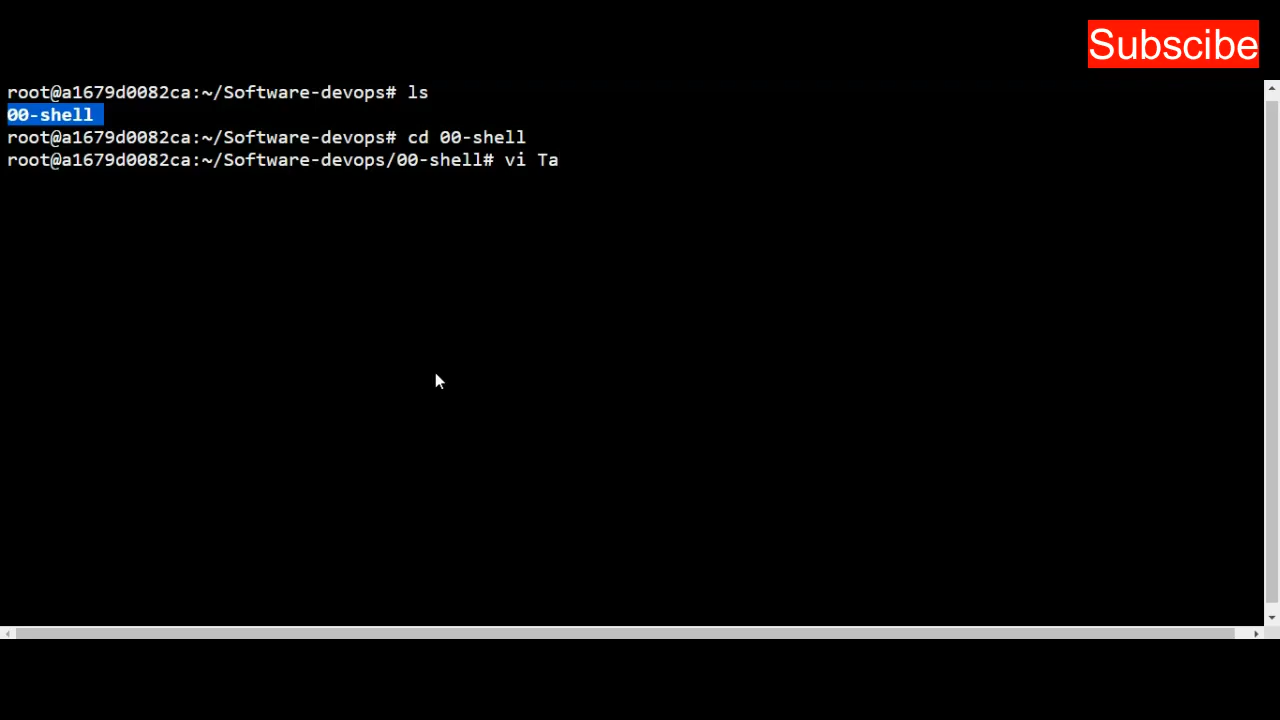 Subscibe
root@a1679d0082ca:~/Software-devops# ls
00-shell
root@a1679d0082ca:~/Software-devops# cd 00-shell
root@a1679d0082ca:~/Software-devops/00-shell# vi Ta